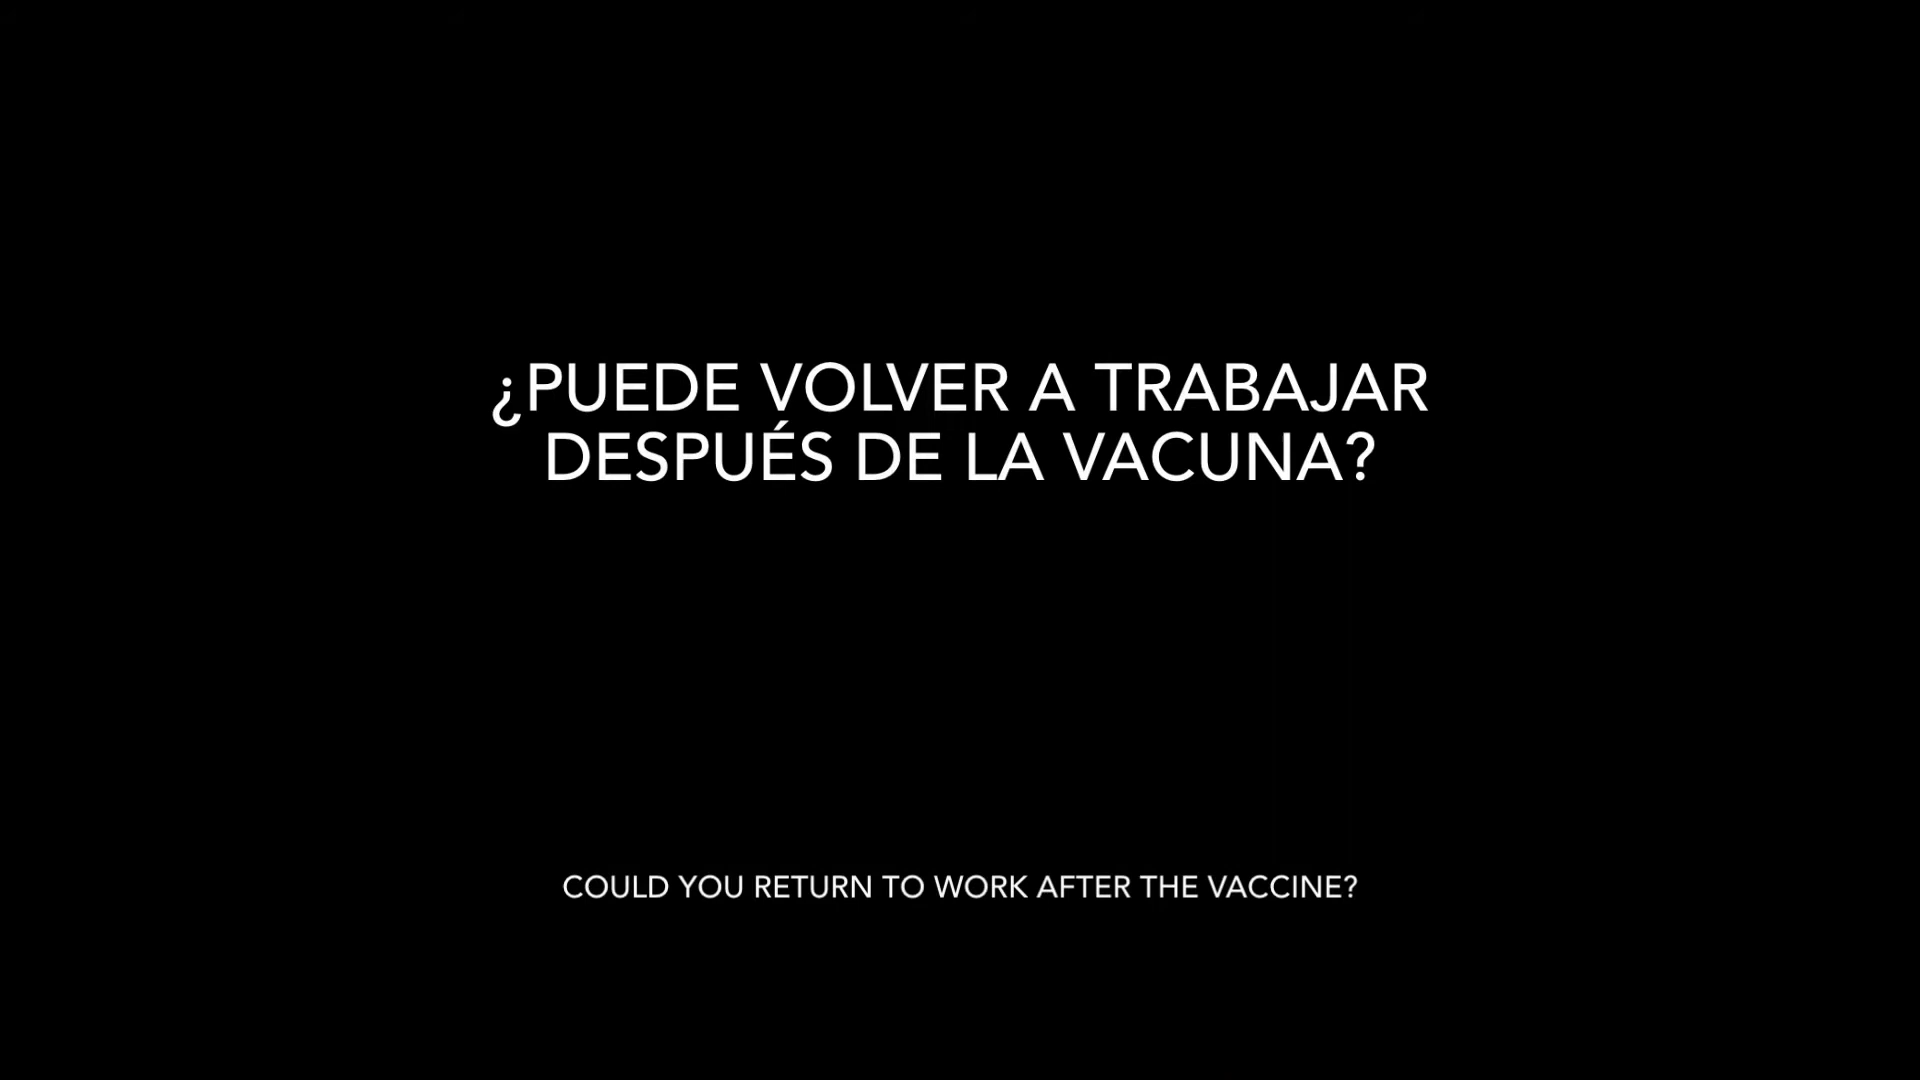 ¿PUEDE VOLVER A TRABAJAR
DESPUÉS DE LA VACUNA?
COULD YOU RETURN TO WORK AFTER THE VACCINE?